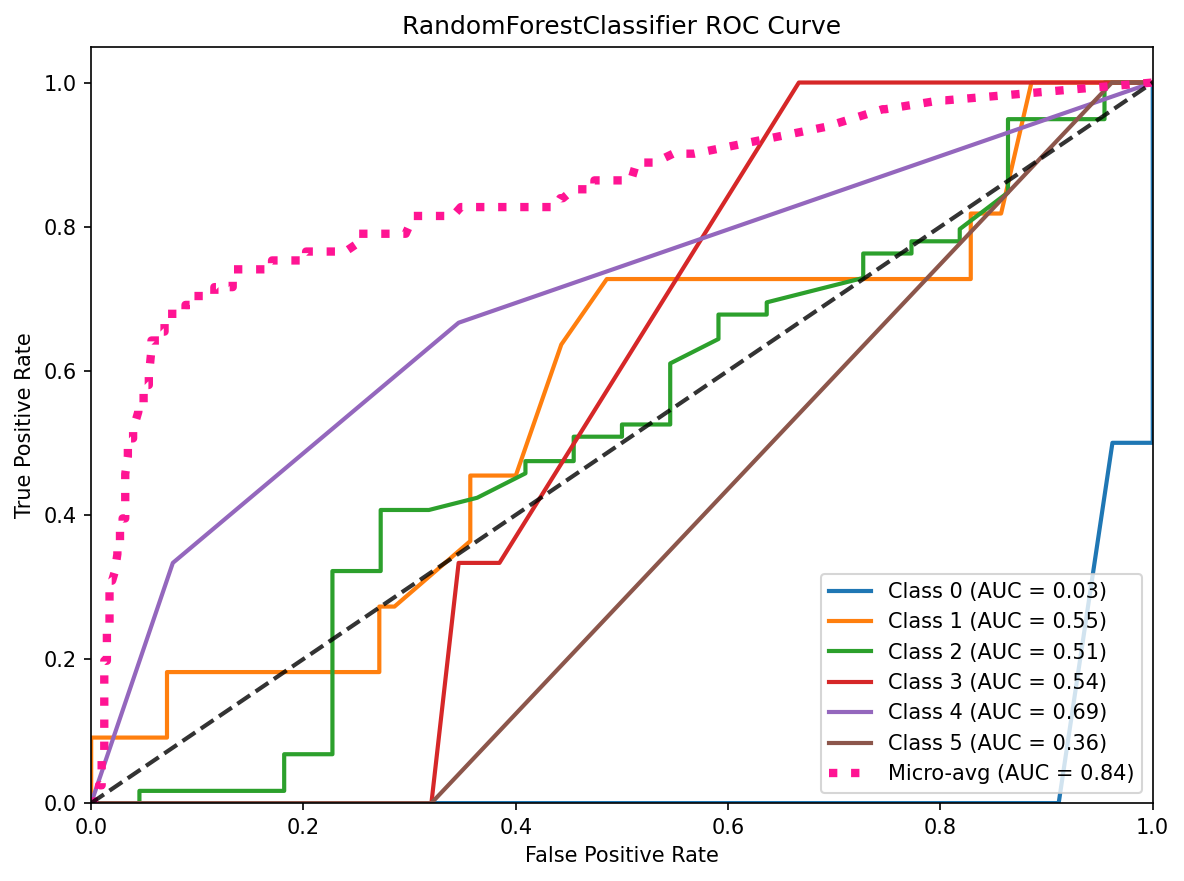 RandomForestClassifier ROC Curve
True Positive Rate
1.0
0.8
0.6
0.4
0.2
0.0
0.0 0.2 0.4 0.6 0.8 1.0
False Positive Rate
Class 0 (AUC = 0.03)
Class 1 (AUC = 0.55)
Class 2 (AUC = 0.51)
Class 3 (AUC = 0.54)
Class 4 (AUC = 0.69)
Class 5 (AUC = 0.36)
Micro-avg (AUC = 0.84)